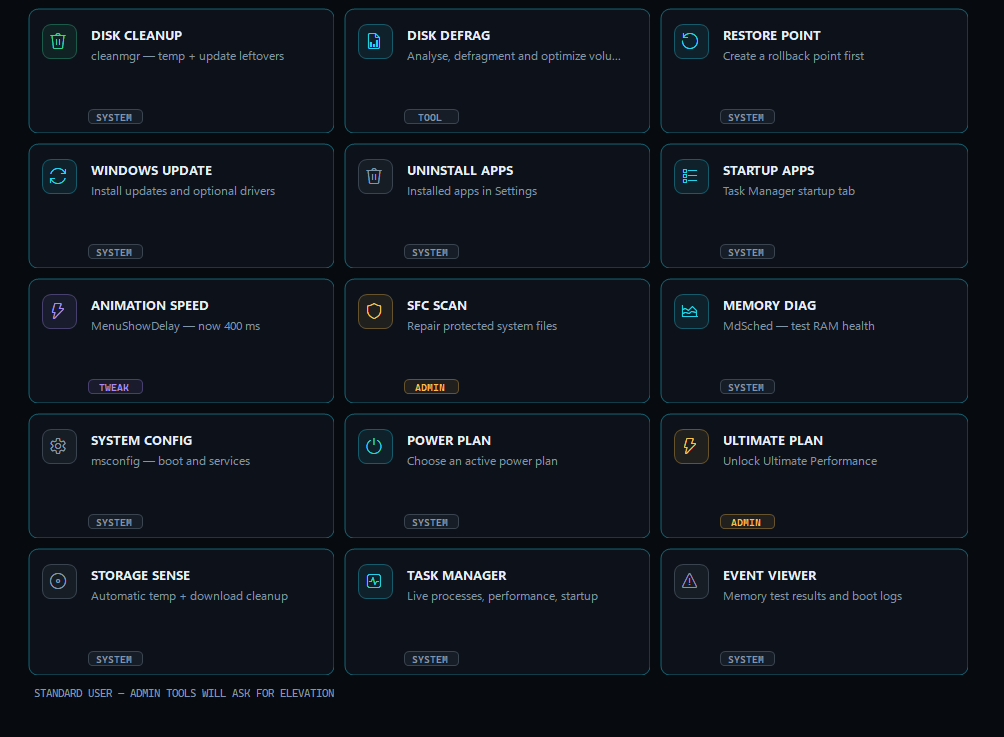 DISK CLEANUP
cleanmgr — temp + update leftovers
SYSTEM
DISK DEFRAG
Analyse, defragment and optimize volu...
TOOL
RESTORE POINT
Create a rollback point first
SYSTEM
WINDOWS UPDATE
Install updates and optional drivers
SYSTEM
UNINSTALL APPS
Installed apps in Settings
SYSTEM
STARTUP APPS
Task Manager startup tab
SYSTEM
ANIMATION SPEED
MenuShowDelay — now 400 ms
TWEAK
SFC SCAN
Repair protected system files
ADMIN
MEMORY DIAG
MdSched — test RAM health
SYSTEM
SYSTEM CONFIG
msconfig — boot and services
SYSTEM
POWER PLAN
Choose an active power plan
SYSTEM
ULTIMATE PLAN
Unlock Ultimate Performance
ADMIN
STORAGE SENSE
Automatic temp + download cleanup
SYSTEM
TASK MANAGER
Live processes, performance, startup
SYSTEM
EVENT VIEWER
Memory test results and boot logs
SYSTEM
STANDARD USER — ADMIN TOOLS WILL ASK FOR ELEVATION